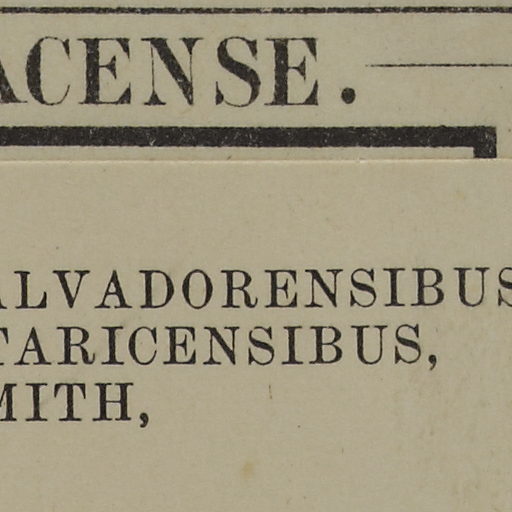 ACENSE.
ALVADORENSIBUS
TARICENSIBUS,
MITH,